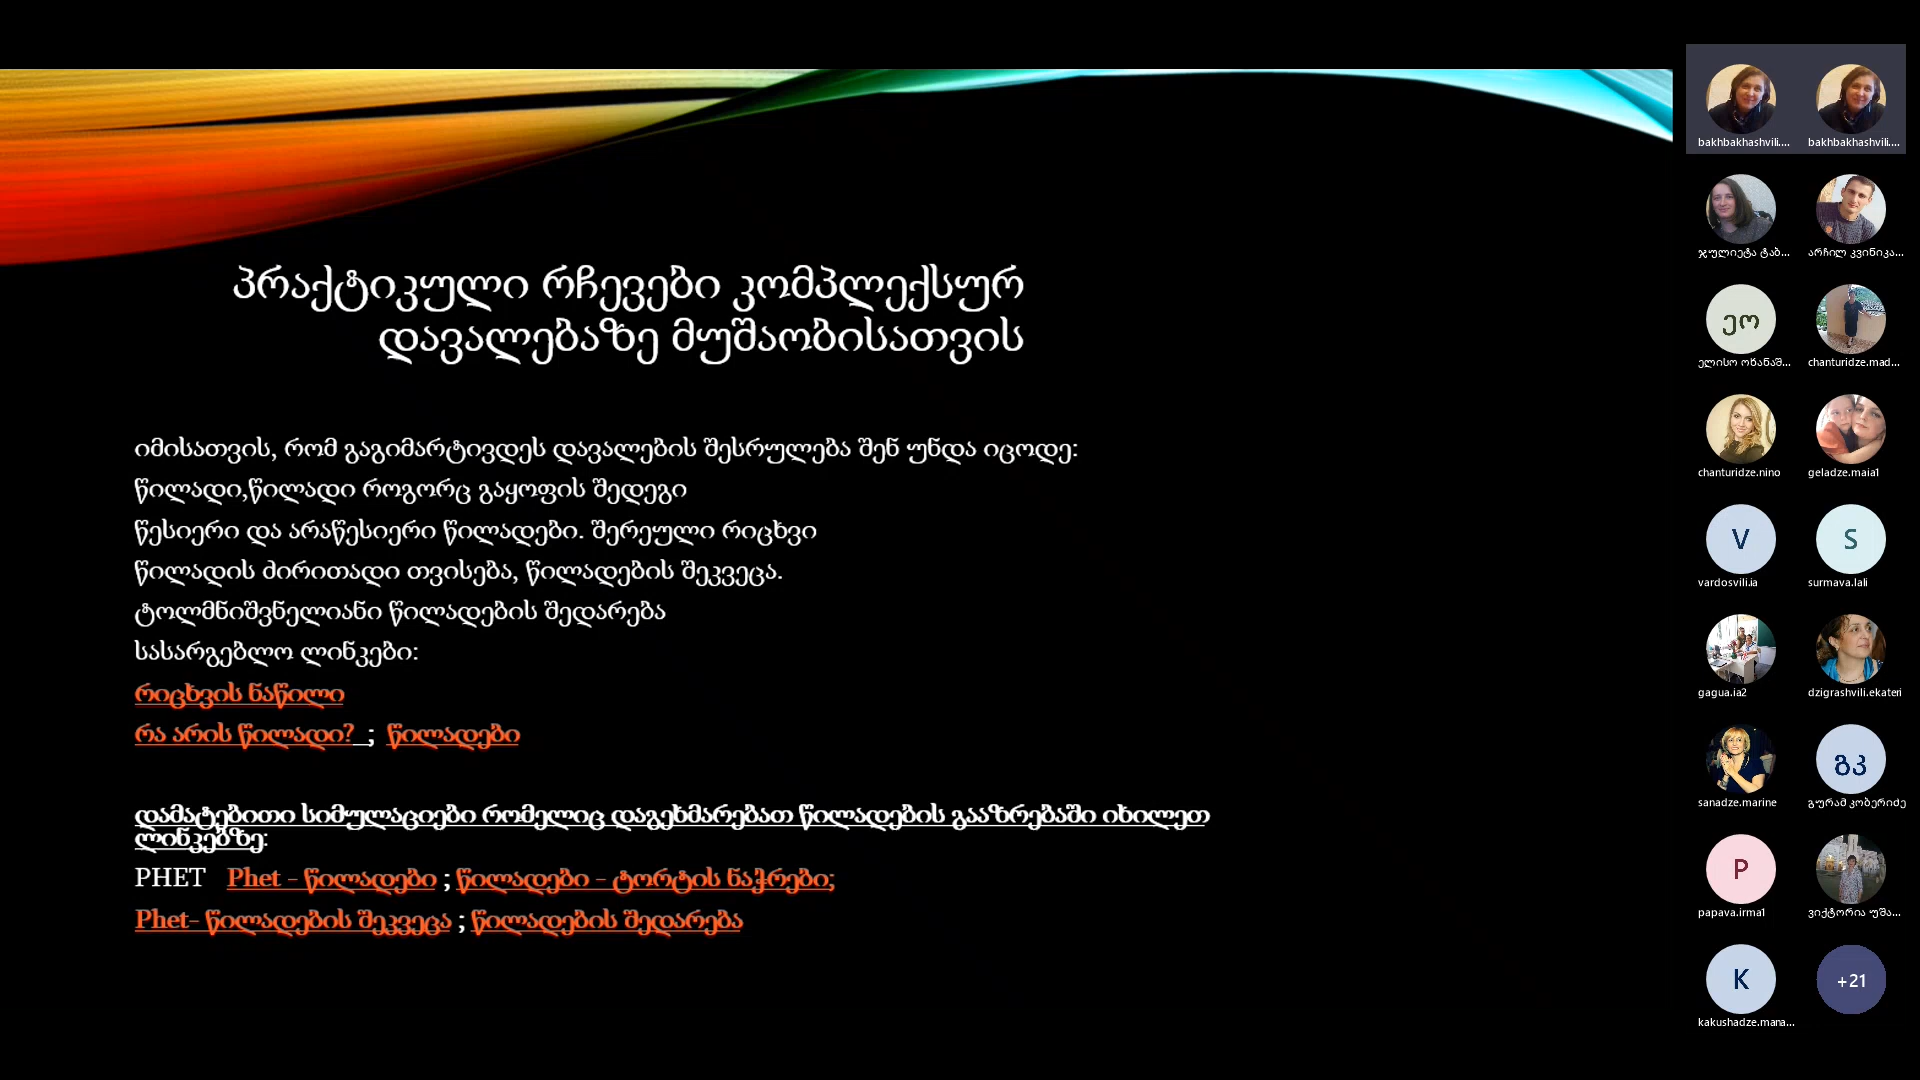 პრაქტიკული რჩევები კომპლექსურ
დავალებაზე მუშაობისათვის
იმისათვის, რომ გაგიმარტივდეს დავალების შესრულება შენ უნდა იცოდე:
წილადი,წილადი როგორც გაყოფის შედეგი
წესიერი და არაწესიერი წილადები. შერეული რიცხვი
წილადის ძირითადი თვისება, წილადების შეკვეცა.
ტოლმნიშვნელიანი წილადების შედარება
სასარგებლო ლინკები:
რიცხვის ნაწილი
რა არის წილადი? ; წილადები
დამატებითი სიმულაციები რომელიც დაგეხმარებათ წილადების გააზრებაში იხილეთ
ლინკებზე:
PHET Phet - წილადები ; წილადები - ტორტის ნაჭრები;
Phet- წილადების შეკვეცა ; წილადების შედარება
bakhbakhashvili.... bakhbakhashvili....
ჯულიეტა ტაბ... არჩილ კვინიკა...
ეო
ელისო ოხანაშ... chanturidze.mad...
chanturidze.nino geladze.maia1
V S
vardosvili.ia surmava.lali
gagua.ia2 dzigrashvili.ekateri
გკ
sanadze.marine გურამ კობერიძე
P
papava.irma1 ვიქტორია უშა...
K +21
kakushadze.mana...